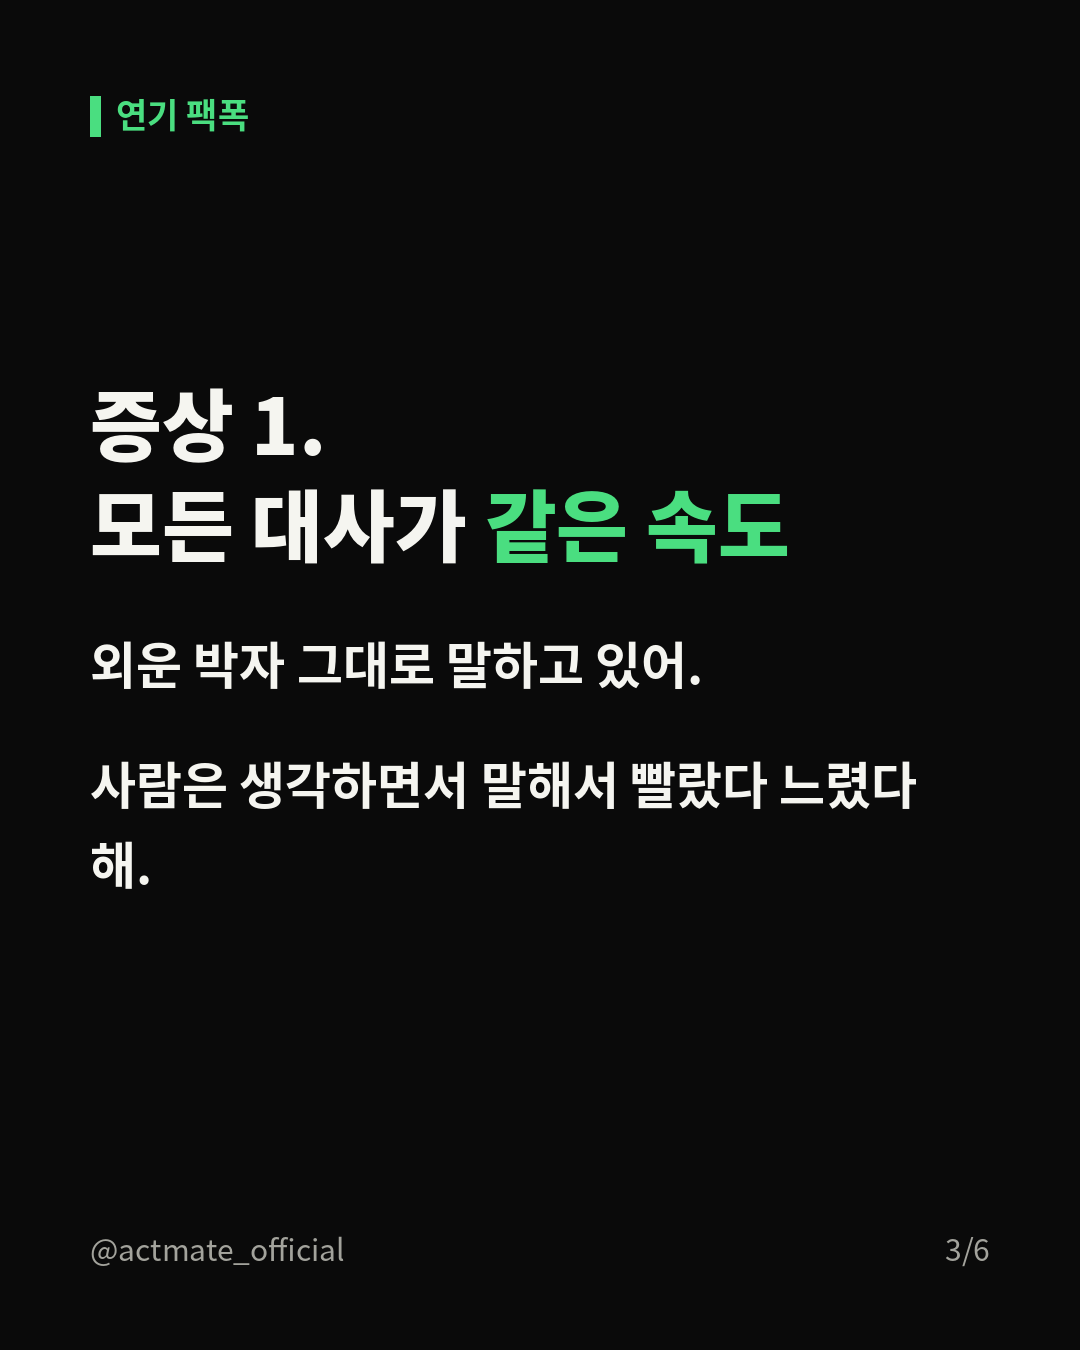 연기 팩폭
증상 1.
모든 대사가 같은 속도
외운 박자 그대로 말하고 있어.
사람은 생각하면서 말해서 빨랐다 느렸다
해.
@actmate_official
3/6